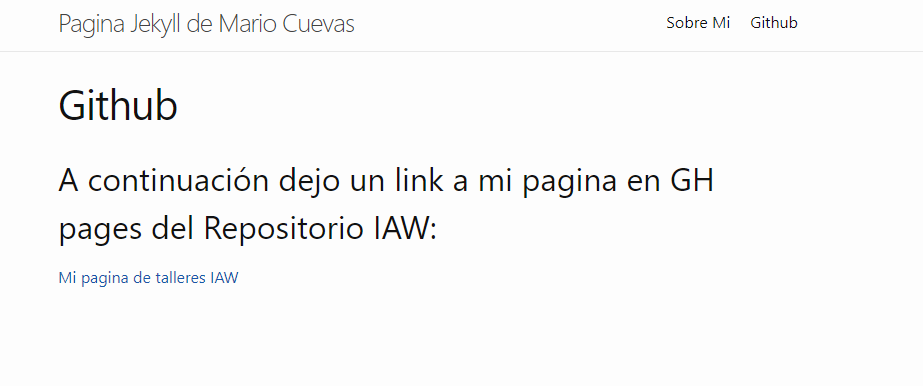 Pagina Jekyll de Mario Cuevas
Sobre Mi Github
Github
A continuación dejo un link a mi pagina en GH
pages del Repositorio IAW:
Mi pagina de talleres IAW